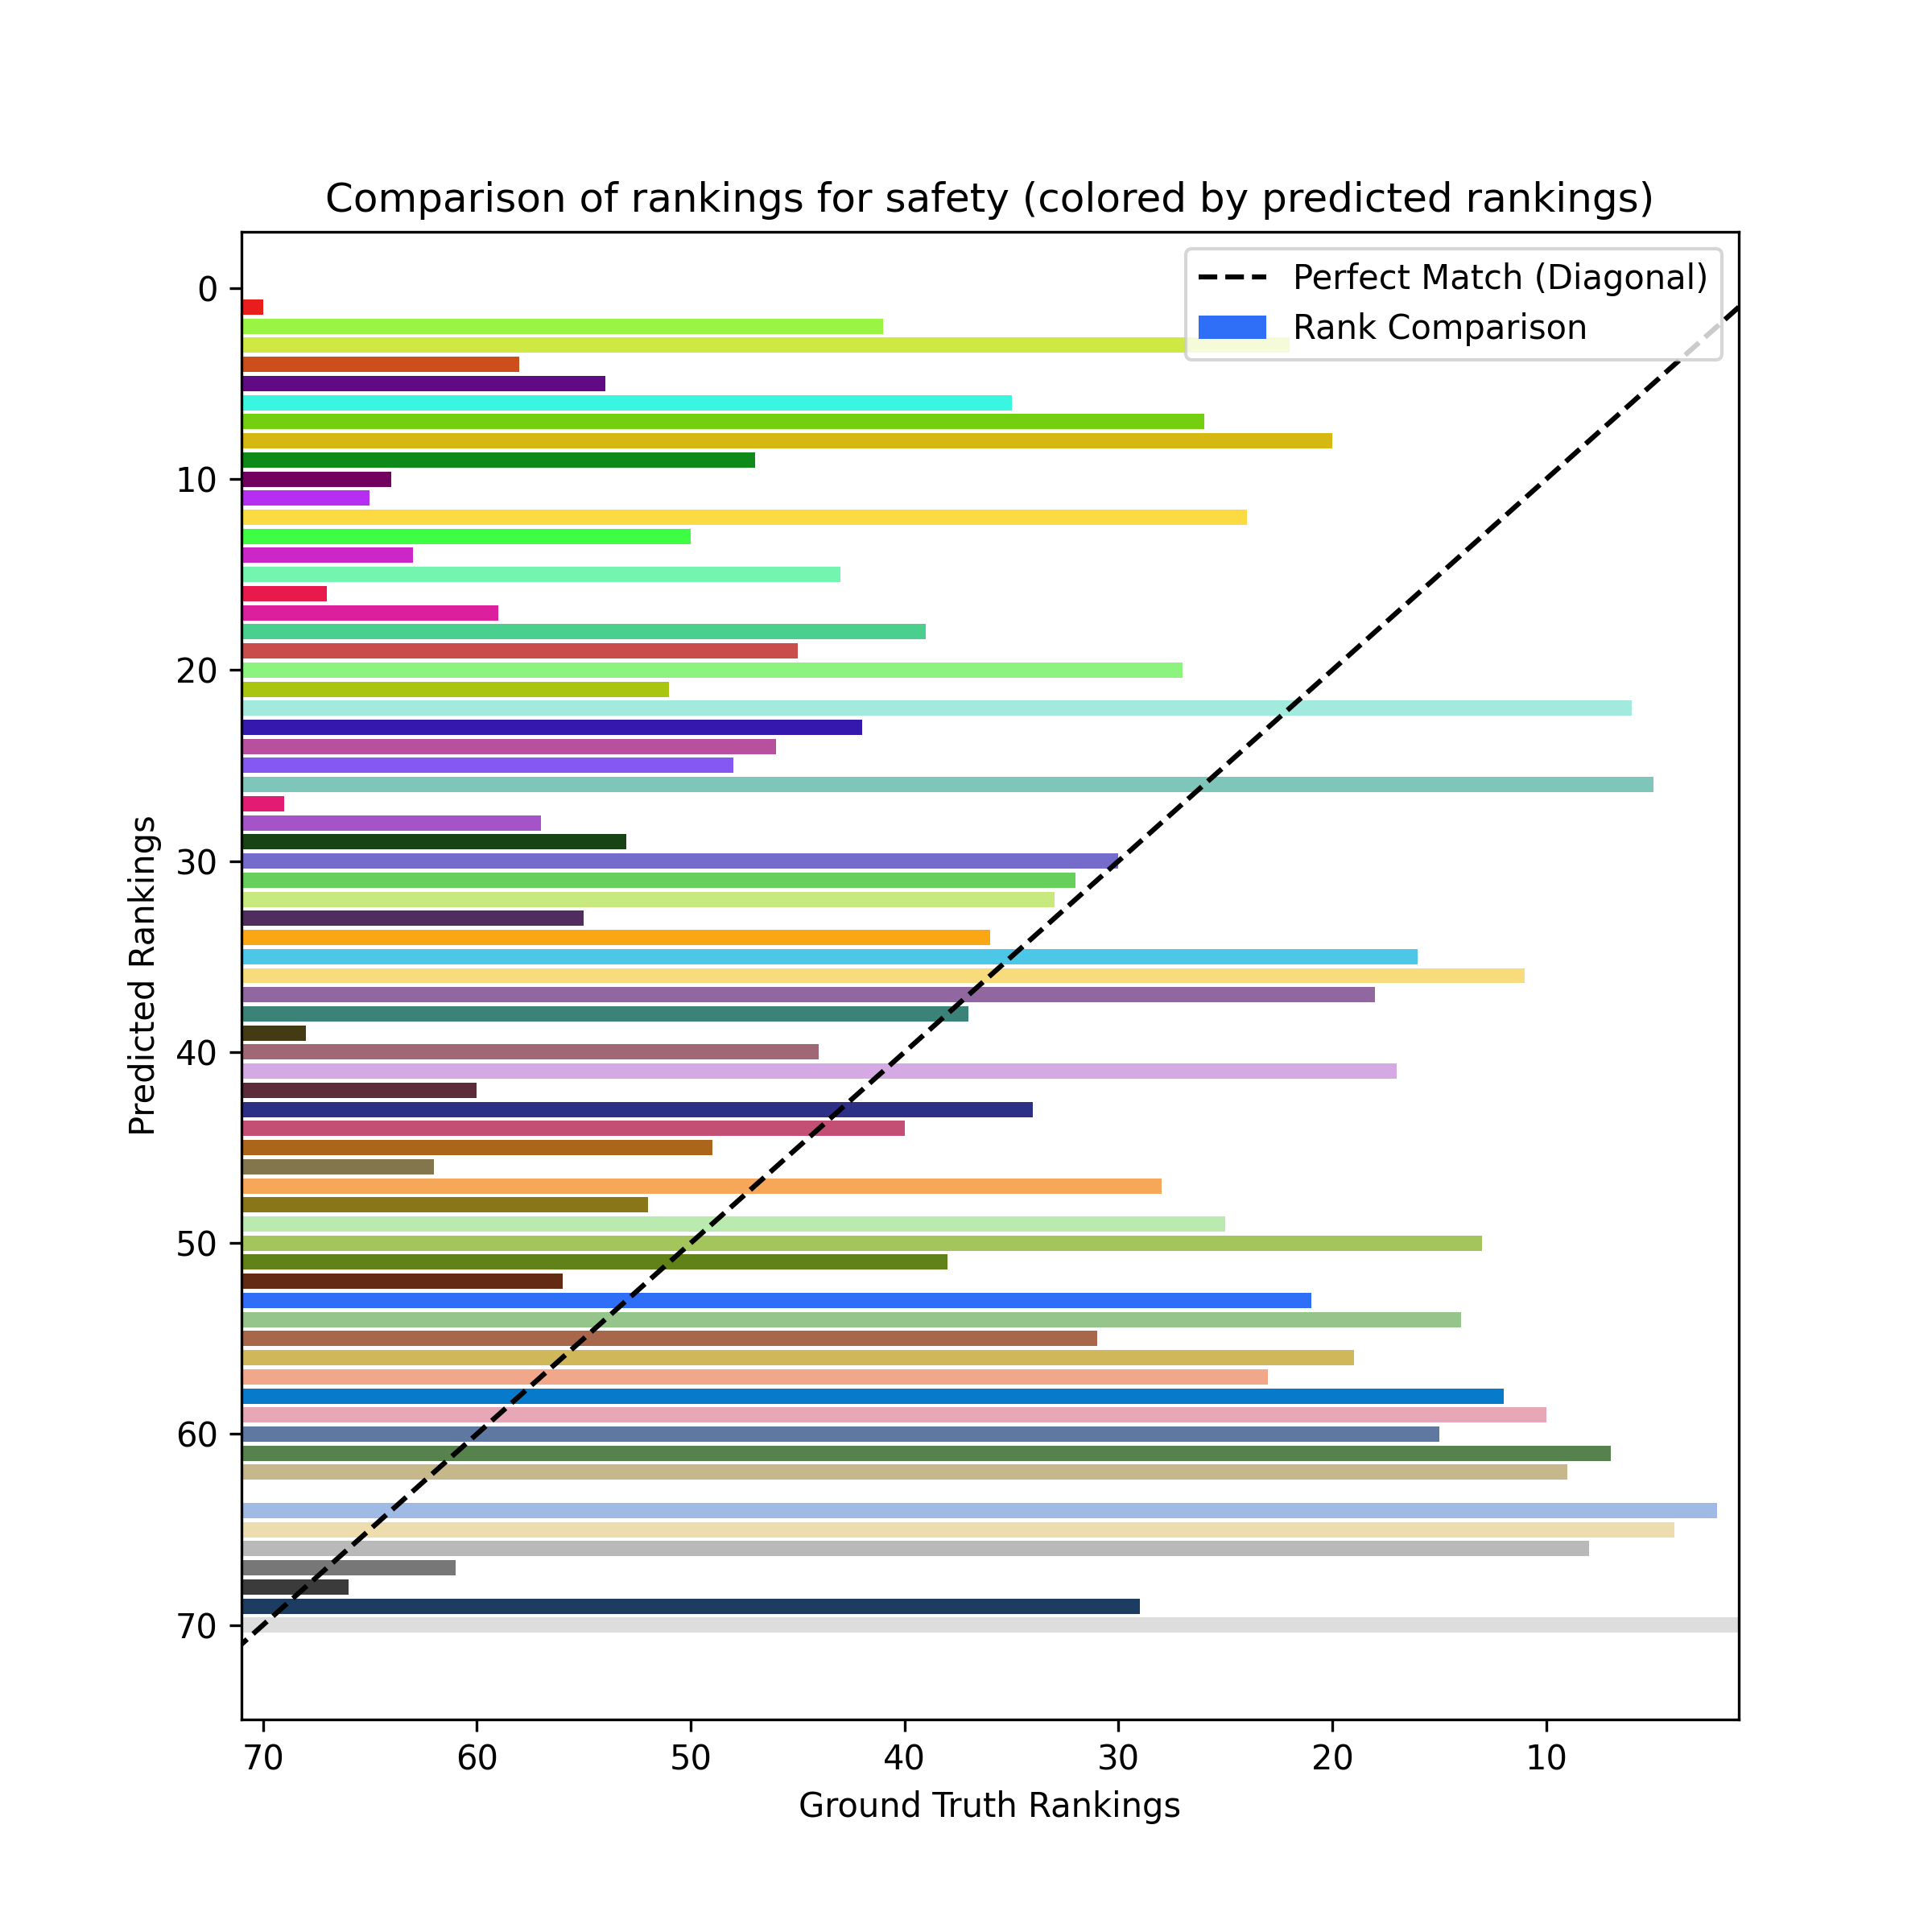 Comparison of rankings for safety (colored by predicted rankings)
Perfect Match (Diagonal)
Rank Comparison
0
10
20
30
40
50
60
70
Predicted Rankings
70 60 50 40 30 20 10
Ground Truth Rankings